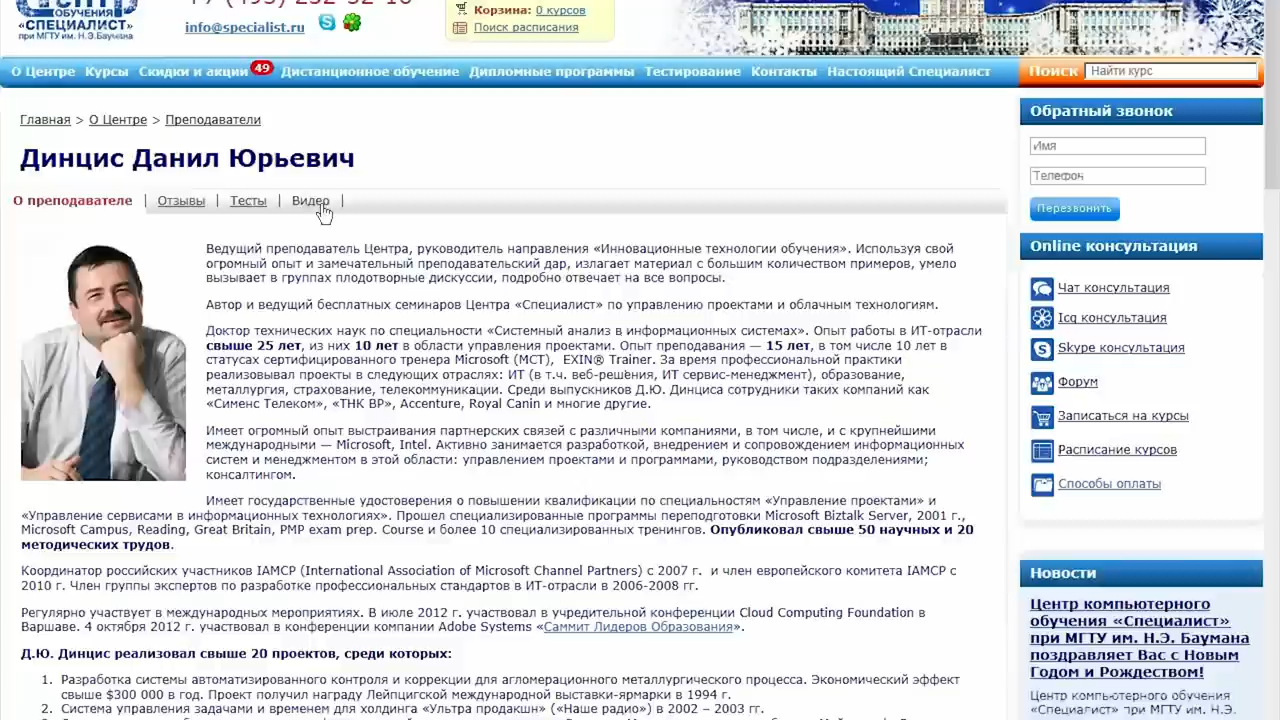 ОБУЧЕНИЯ
«СПЕЦИАЛИСТ»
при МГТУ им. Н.Э.Баумана
info@specialist.ru
Корзина: 0 курсов
Поиск расписания
О Центре Курсы Скидки и акции 49 Дистанционное обучение Дипломные программы Тестирование Контакты Настоящий Специалист
Поиск Найти курс
Главная > О Центре > Преподаватели
Динцис Данил Юрьевич
О преподавателе | Отзывы | Тесты | Видео |
Ведущий преподаватель Центра, руководитель направления «Инновационные технологии обучения». Используя свой
огромный опыт и замечательный преподавательский дар, излагает материал с большим количеством примеров, умело
вызывает в группах плодотворные дискуссии, подробно отвечает на все вопросы.
Автор и ведущий бесплатных семинаров Центра «Специалист» по управлению проектами и облачным технологиям.
Доктор технических наук по специальности «Системный анализ в информационных системах». Опыт работы в ИТ-отрасли
свыше 25 лет, из них 10 лет в области управления проектами. Опыт преподавания — 15 лет, в том числе 10 лет в
статусах сертифицированного тренера Microsoft (MCT), EXIN® Trainer. За время профессиональной практики
реализовывал проекты в следующих отраслях: ИТ (в т.ч. веб-решения, ИТ сервис-менеджмент), образование,
металлургия, страхование, телекоммуникации. Среди выпускников Д.Ю. Динциса сотрудники таких компаний как
«Сименс Телеком», «ТНК BP», Accenture, Royal Canin и многие другие.
Имеет огромный опыт выстраивания партнерских связей с различными компаниями, в том числе, и с крупнейшими
международными — Microsoft, Intel. Активно занимается разработкой, внедрением и сопровождением информационных
систем и менеджментом в этой области: управлением проектами и программами, руководством подразделениями;
консалтингом.
Имеет государственные удостоверения о повышении квалификации по специальностям «Управление проектами» и
«Управление сервисами в информационных технологиях». Прошел специализированные программы переподготовки Microsoft Biztalk Server, 2001 г.,
Microsoft Campus, Reading, Great Britain, PMP exam prep. Course и более 10 специализированных тренингов. Опубликовал свыше 50 научных и 20
методических трудов.
Координатор российских участников IAMCP (International Association of Microsoft Channel Partners) с 2007 г. и член европейского комитета IAMCP с
2010 г. Член группы экспертов по разработке профессиональных стандартов в ИТ-отрасли в 2006-2008 гг.
Регулярно участвует в международных мероприятиях. В июле 2012 г. участвовал в учредительной конференции Cloud Computing Foundation в
Варшаве. 4 октября 2012 г. участвовал в конференции компании Adobe Systems «Саммит Лидеров Образования».
Д.Ю. Динцис реализовал свыше 20 проектов, среди которых:
1. Разработка системы автоматизированного контроля и коррекции для агломерационного металлургического процесса. Экономический эффект
свыше $300 000 в год. Проект получил награду Лейпцигской международной выставки-ярмарки в 1994 г.
2. Система управления задачами и временем для холдинга «Ультра продакшн» («Наше радио») в 2002 – 2003 гг.
Обратный звонок
Имя
Телефон
Перезвонить
Online консультация
Чат консультация
Icq консультация
Skype консультация
Форум
Записаться на курсы
Расписание курсов
Способы оплаты
Новости
Центр компьютерного
обучения «Специалист»
при МГТУ им. Н.Э. Баумана
поздравляет Вас с Новым
Годом и Рождеством!
Центр компьютерного обучения
«Специалист» при МГТУ им. Н.Э.